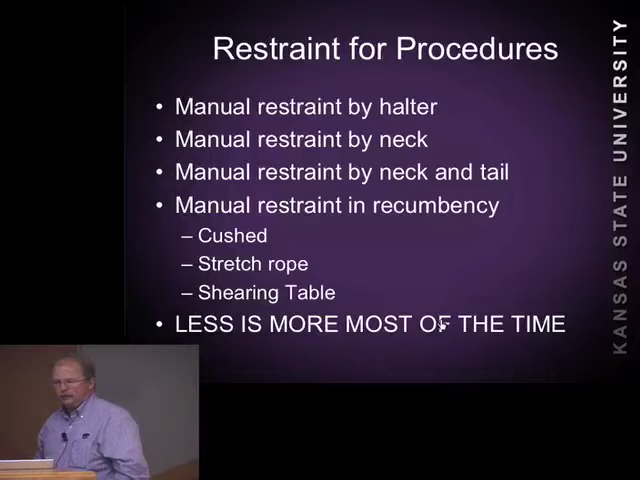 Restraint for Procedures
• Manual restraint by halter
• Manual restraint by neck
• Manual restraint by neck and tail
• Manual restraint in recumbency
– Cushed
– Stretch rope
– Shearing Table
• LESS IS MORE MOST OF THE TIME
KANSAS STATE UNIVERSITY